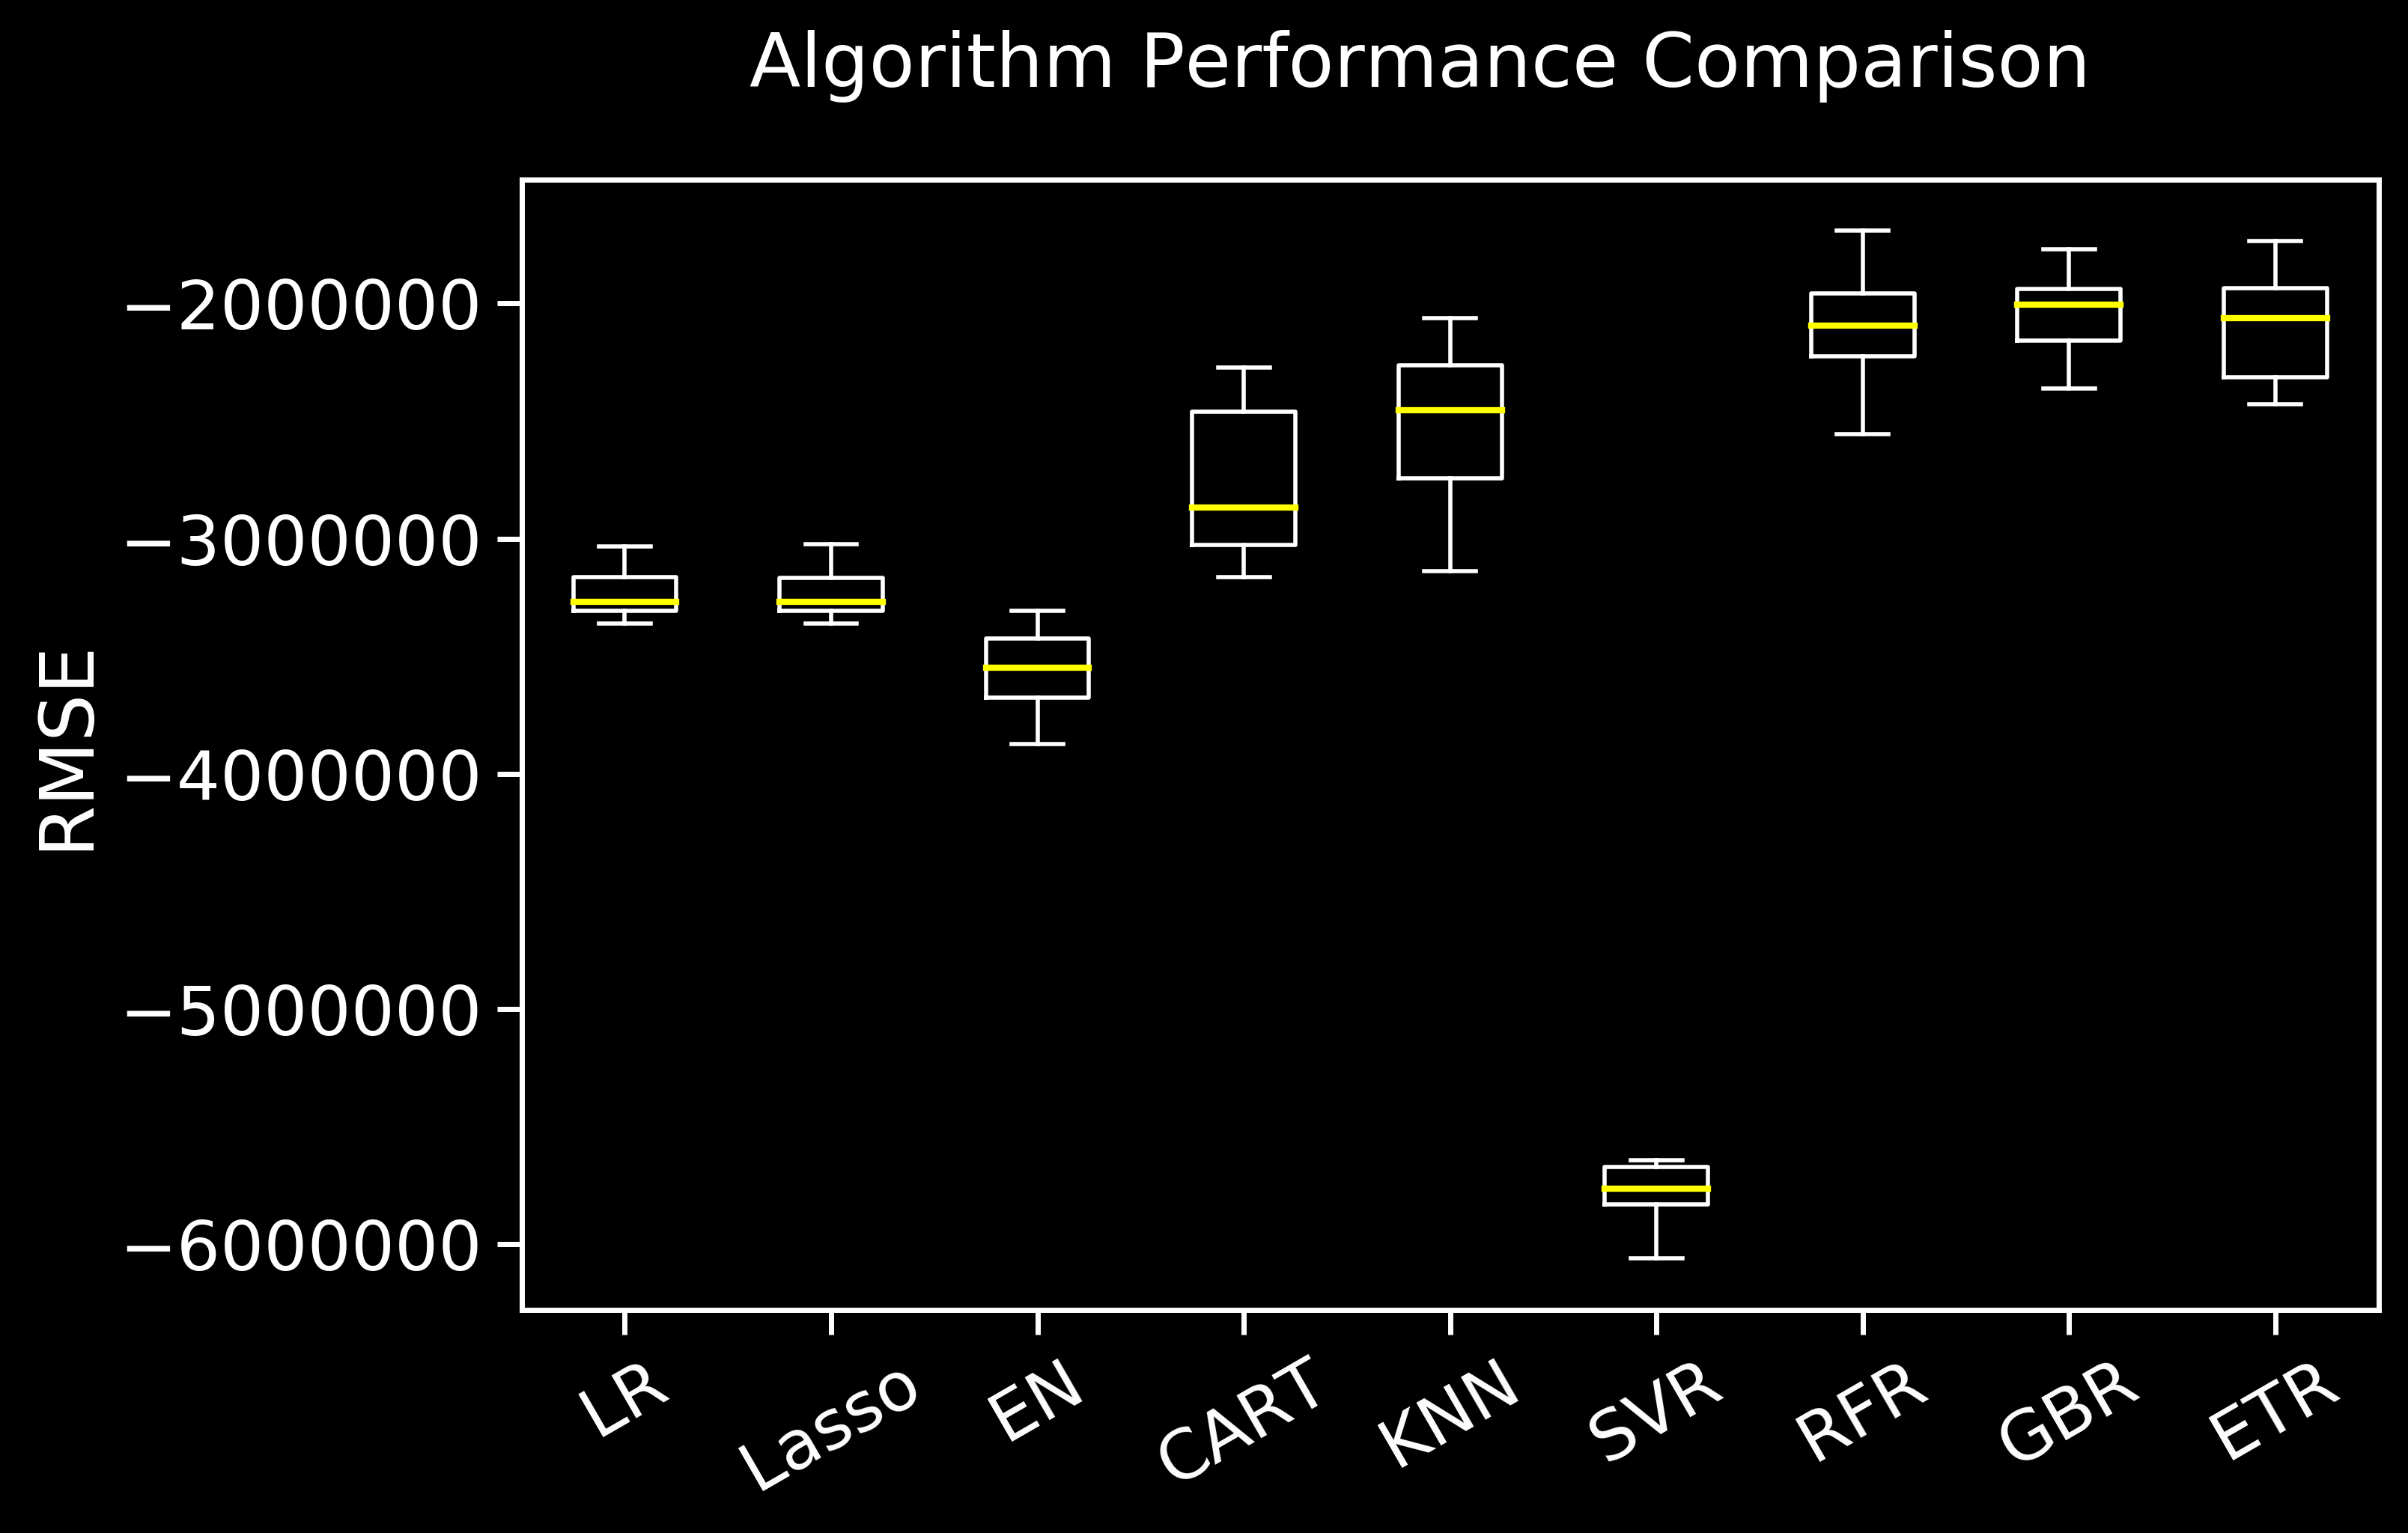 Algorithm Performance Comparison
RMSE
−2000000
−3000000
−4000000
−5000000
−6000000
LR
Lasso
EN
CART
KNN
SVR
RFR
GBR
ETR